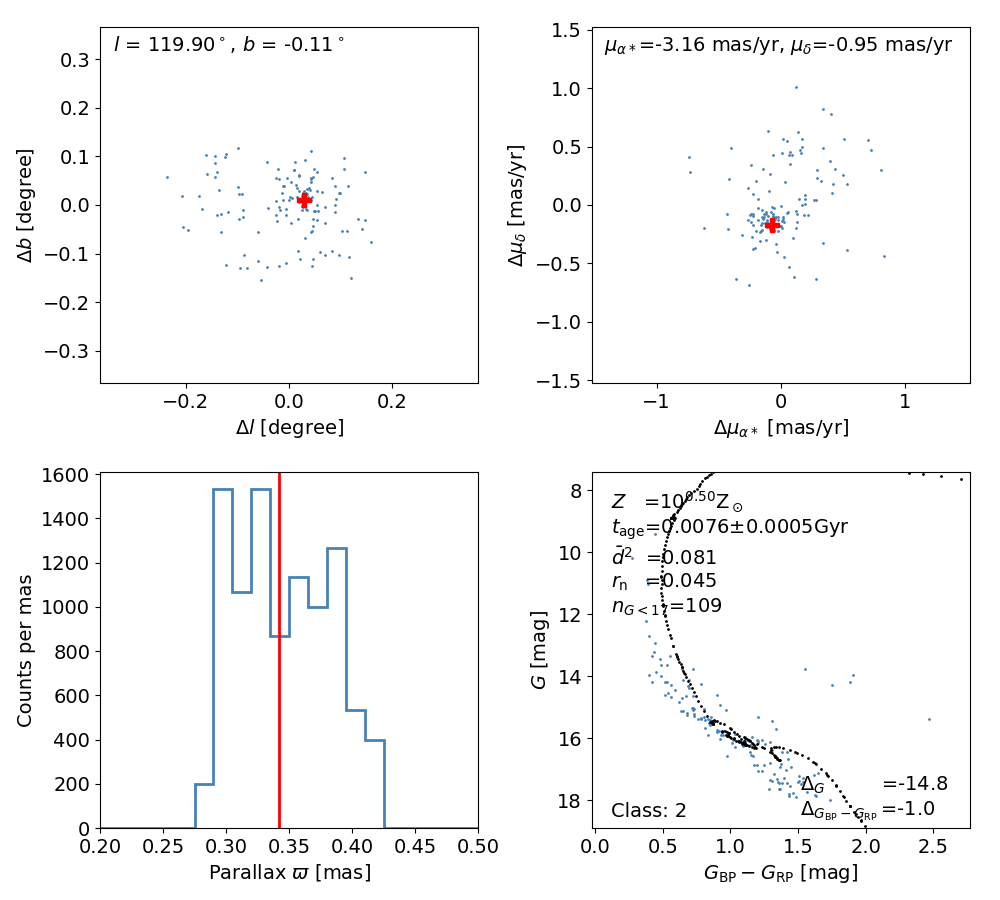 l = 119.90°, b = -0.11°
0.3
0.2
0.1
0.0
−0.1
−0.2
−0.3
Δb [degree]
−0.2
0.0
0.2
Δl [degree]
μα*=-3.16 mas/yr, μδ=-0.95 mas/yr
1.5
1.0
0.5
0.0
−0.5
−1.0
−1.5
Δμδ [mas/yr]
−1
0
1
Δμα* [mas/yr]
1600
1400
1200
1000
800
600
400
200
0
Counts per mas
0.20
0.25
0.30
0.35
0.40
0.45
0.50
Parallax ϖ [mas]
Z =10^0.50 Z⊙
t_age=0.0076±0.0005Gyr
d̄² =0.081
r_n =0.045
n_G<17=109
Δ_G =-14.8
Δ_G_BP−G_RP=-1.0
Class: 2
8
10
12
14
16
18
G [mag]
0.0
0.5
1.0
1.5
2.0
2.5
G_BP − G_RP [mag]